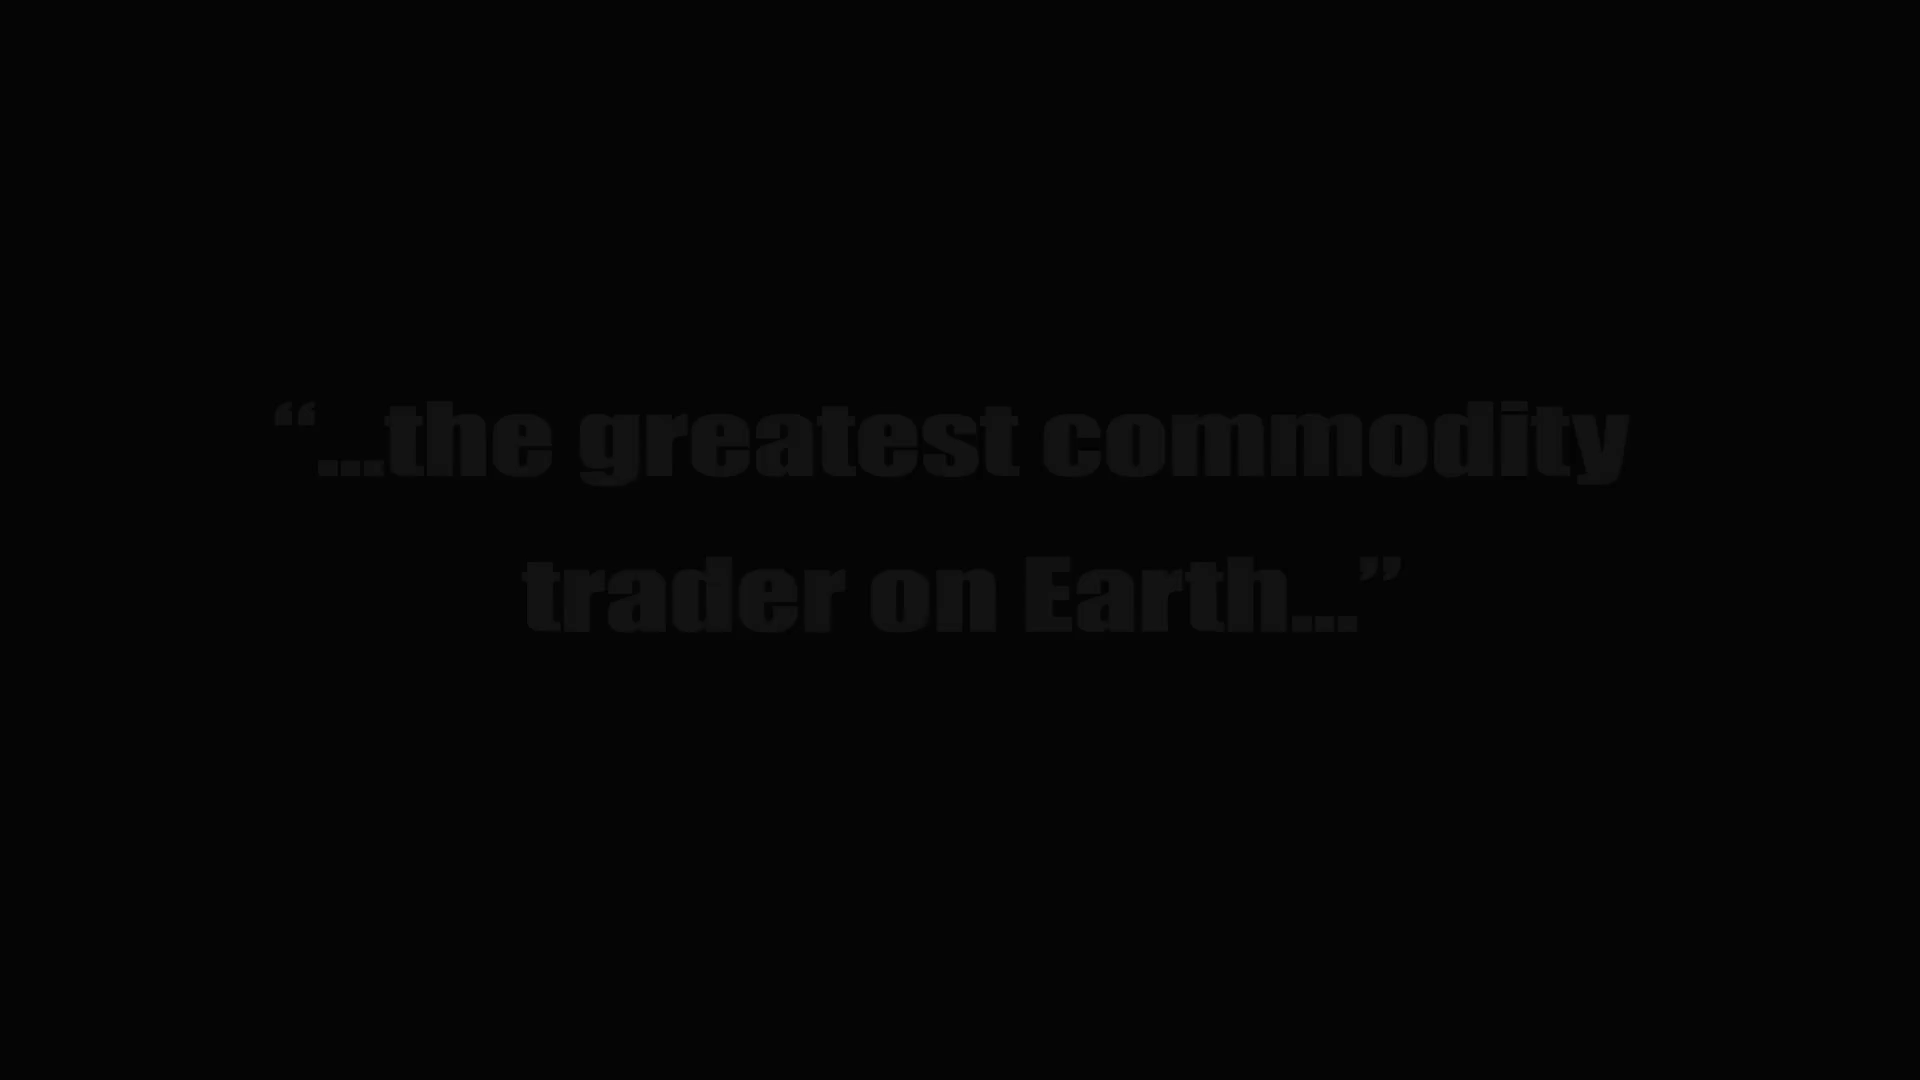 “...the greatest commodity
trader on Earth...”